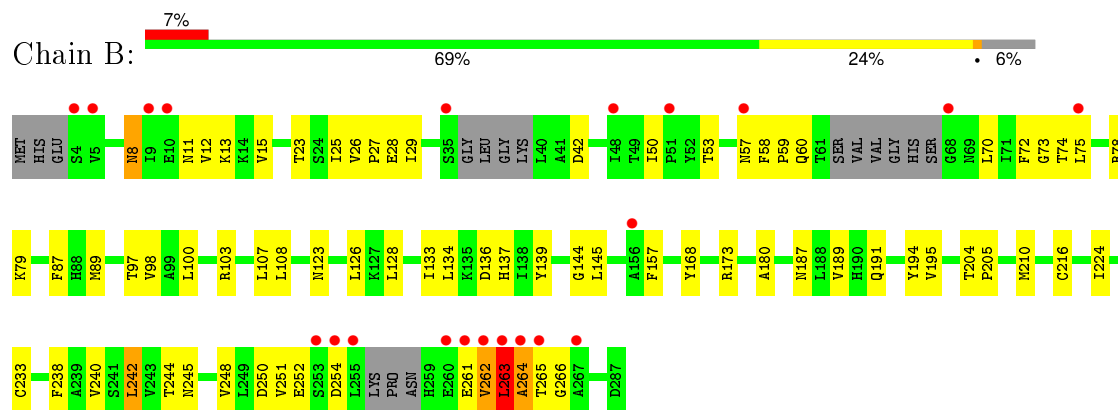 7%
Chain B:
69% 24% • 6%
MET HIS GLU S4 V5 N8 I9 E10 N11 V12 K13 K14 V15 T23 S24 I25 V26 P27 E28 I29 S35 GLY LEU GLY LYS L40 A41 D42 I48 T49 I50 P51 Y52 T53 N57 F58 P59 Q60 T61 SER VAL VAL GLY HIS SER G68 N69 L70 I71 F72 G73 T74 L75 R78
K79 F87 H88 M89 T97 V98 A99 L100 R103 L107 L108 N123 L126 K127 L128 I133 L134 K135 D136 H137 I138 Y139 G144 L145 A156 F157 Y168 R173 A180 N187 L188 V189 H190 Q191 Y194 V195 T204 P205 M210 C216 I224
C233 F238 A239 V240 S241 L242 V243 T244 N245 V248 L249 D250 V251 E252 S253 D254 L255 LYS PRO ASN H259 E260 E261 V262 L263 A264 T265 G266 A267 D287